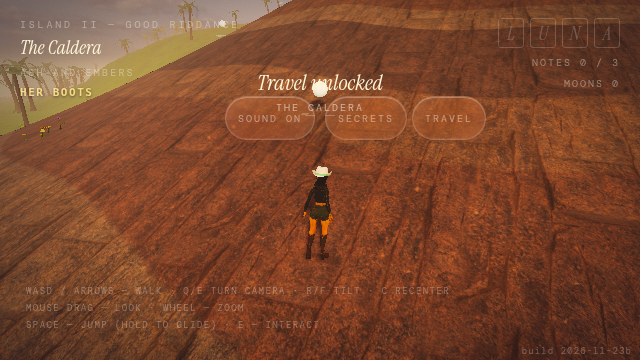 ISLAND II — GOOD RIDDANCE
The Caldera
ASH AND EMBERS
HER BOOTS
LUNA
NOTES 0 / 3
MOONS 0
Travel unlocked
THE CALDERA
SOUND ON
SECRETS
TRAVEL
WASD / ARROWS — WALK · Q/E TURN CAMERA · R/F TILT · C RECENTER
MOUSE DRAG — LOOK · WHEEL — ZOOM
SPACE — JUMP (HOLD TO GLIDE) · E — INTERACT
build 2026-11-23b